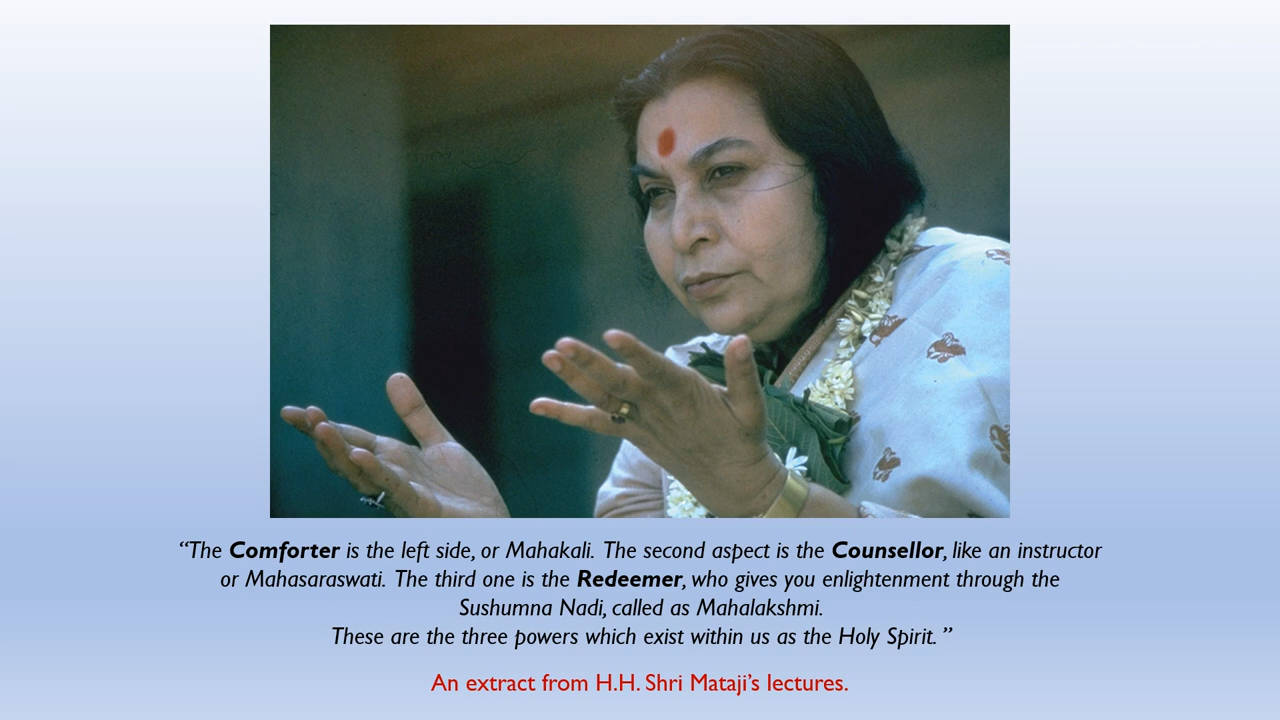 “The Comforter is the left side, or Mahakali. The second aspect is the Counsellor, like an instructor
or Mahasaraswati. The third one is the Redeemer, who gives you enlightenment through the
Sushumna Nadi, called as Mahalakshmi.
These are the three powers which exist within us as the Holy Spirit. ”
An extract from H.H. Shri Mataji’s lectures.